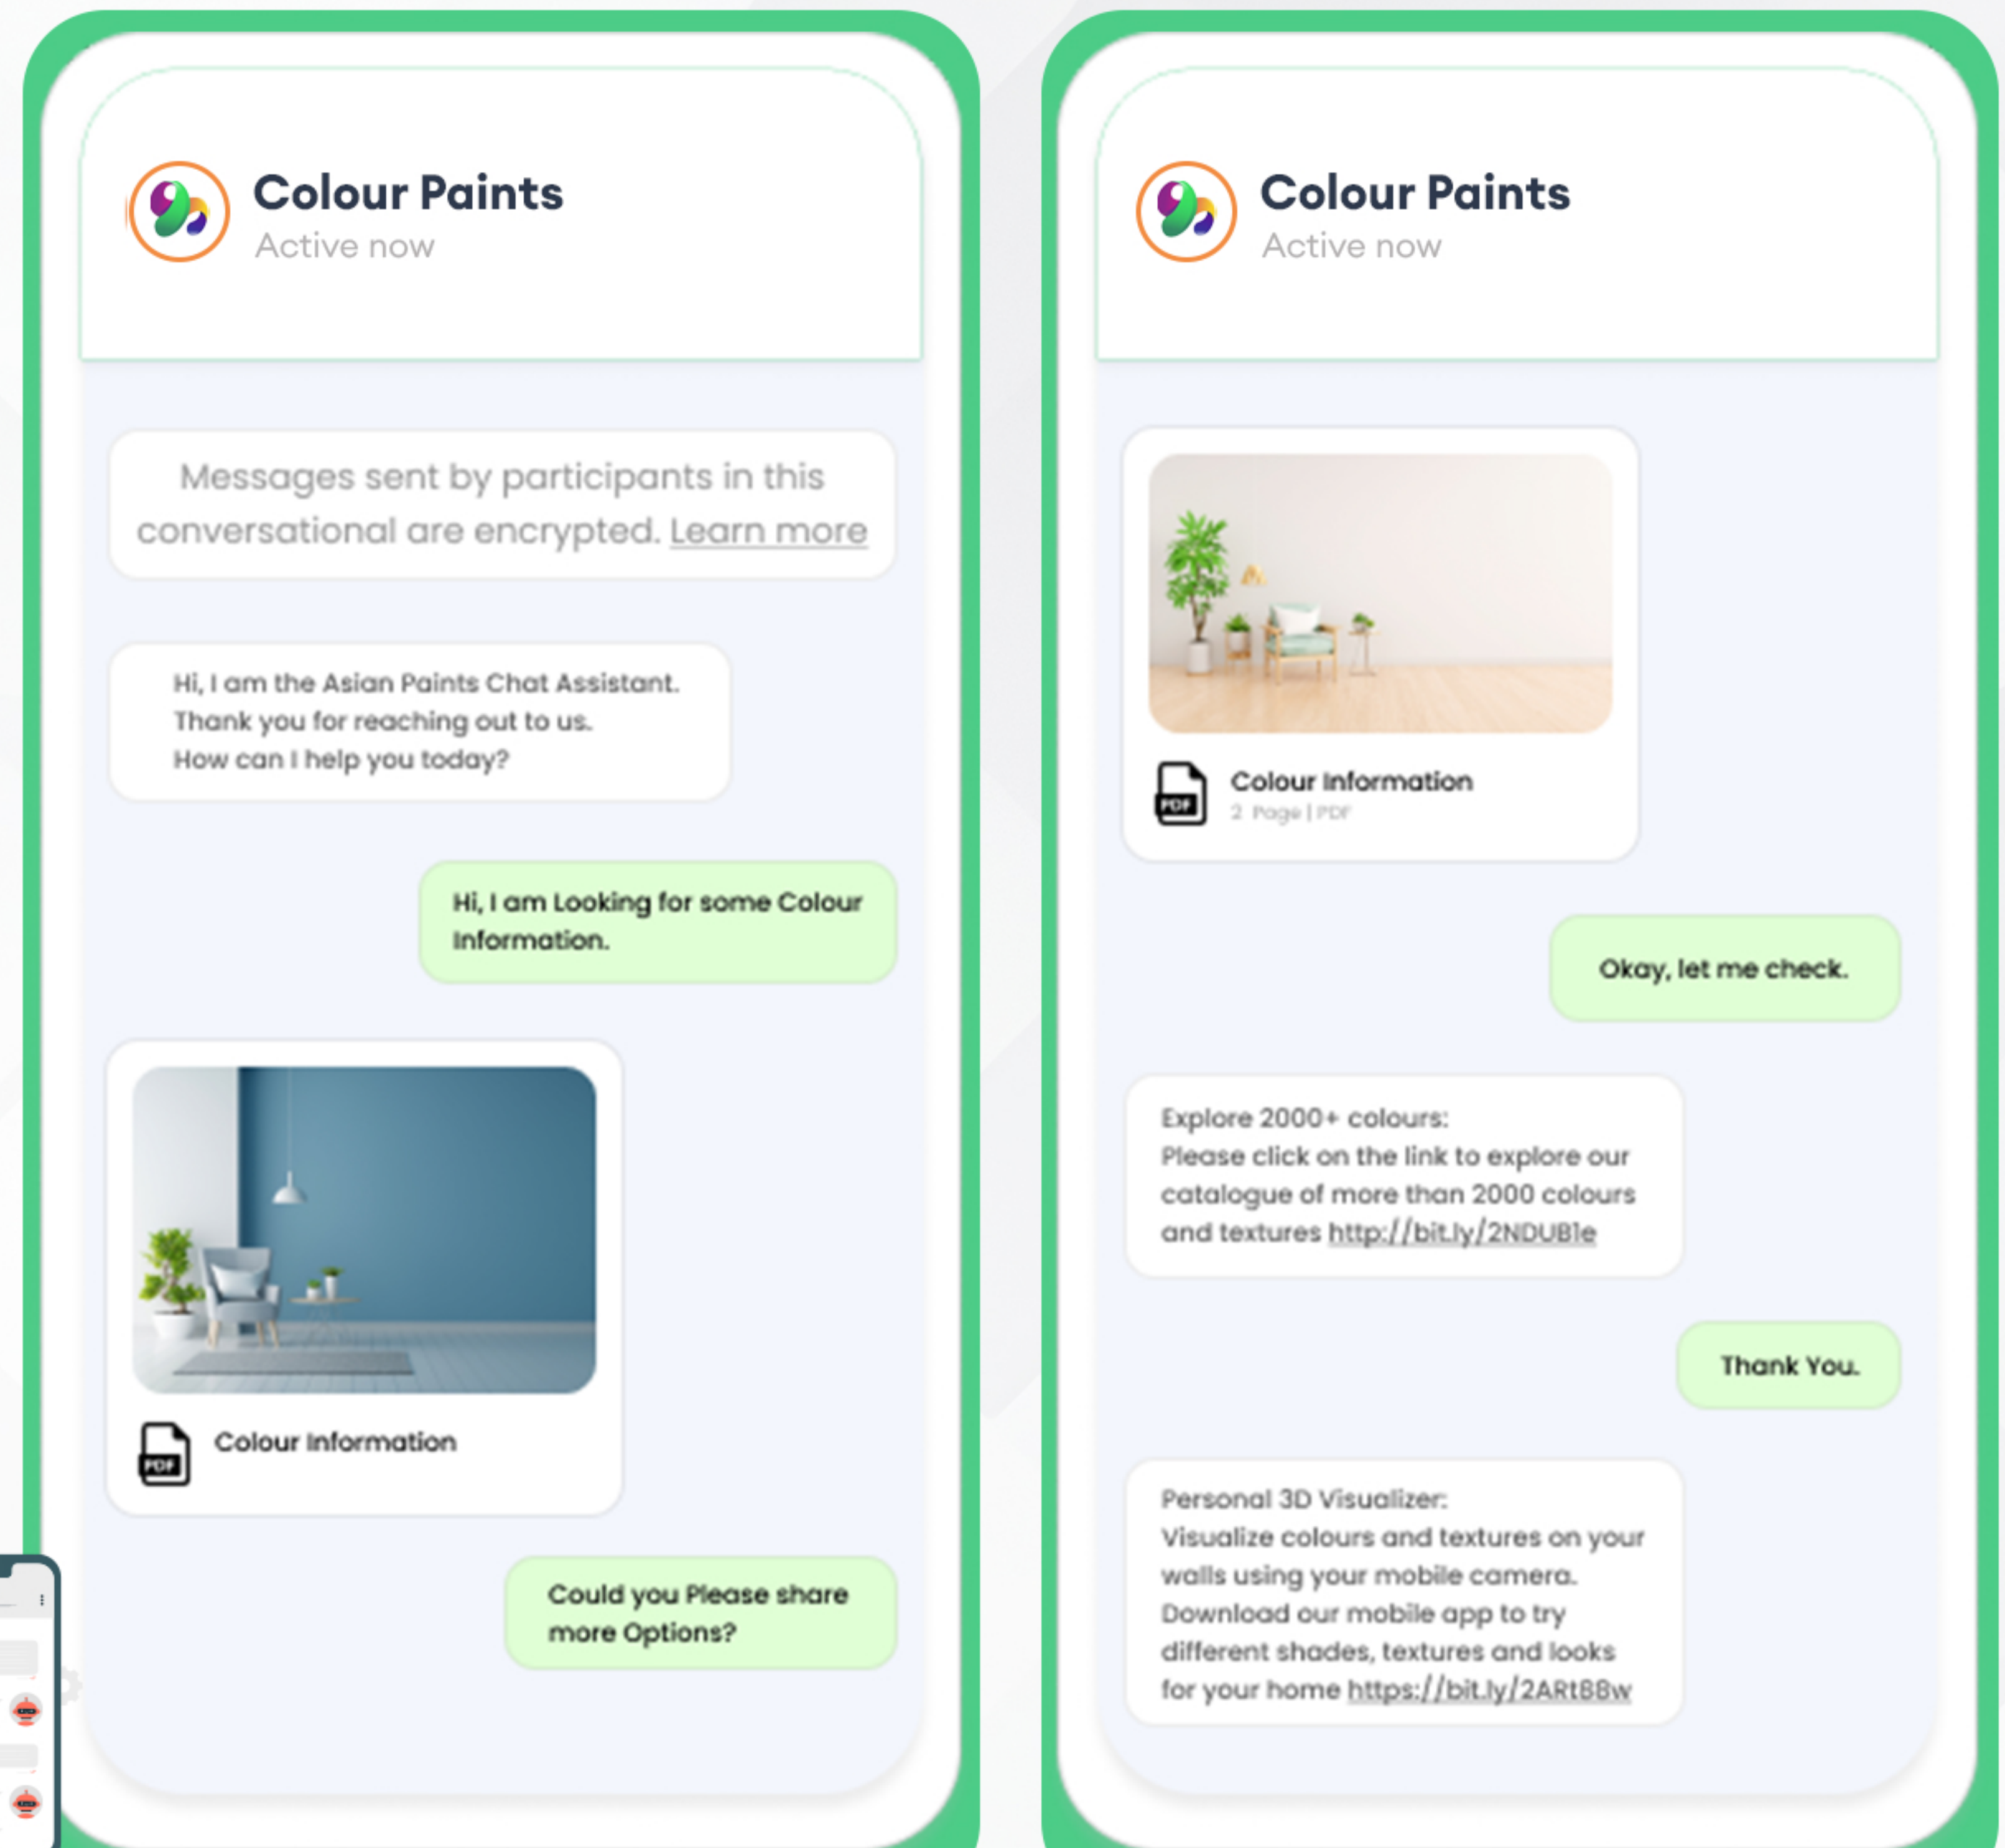 Colour Paints
Active now
Messages sent by participants in this
conversational are encrypted. Learn more
Hi, I am the Asian Paints Chat Assistant.
Thank you for reaching out to us.
How can I help you today?
Hi, I am Looking for some Colour
Information.
PDF
Colour Information
Could you Please share
more Options?
Colour Paints
Active now
PDF
Colour Information
2 Page | PDF
Okay, let me check.
Explore 2000+ colours:
Please click on the link to explore our
catalogue of more than 2000 colours
and textures http://bit.ly/2NDUB1e
Thank You.
Personal 3D Visualizer:
Visualize colours and textures on your
walls using your mobile camera.
Download our mobile app to try
different shades, textures and looks
for your home https://bit.ly/2ARt88w